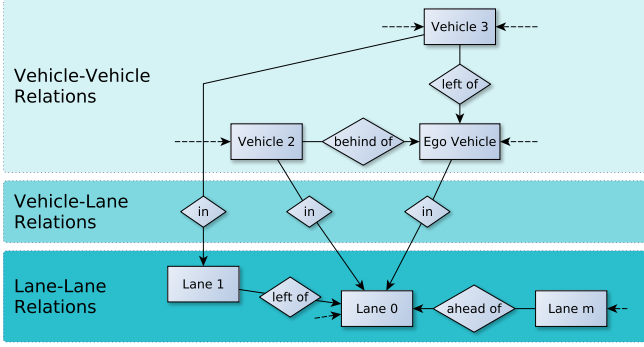 Vehicle 3
Vehicle-Vehicle
Relations
left of
Vehicle 2
behind of
Ego Vehicle
Vehicle-Lane
Relations
in
in
in
Lane-Lane
Relations
Lane 1
left of
Lane 0
ahead of
Lane m